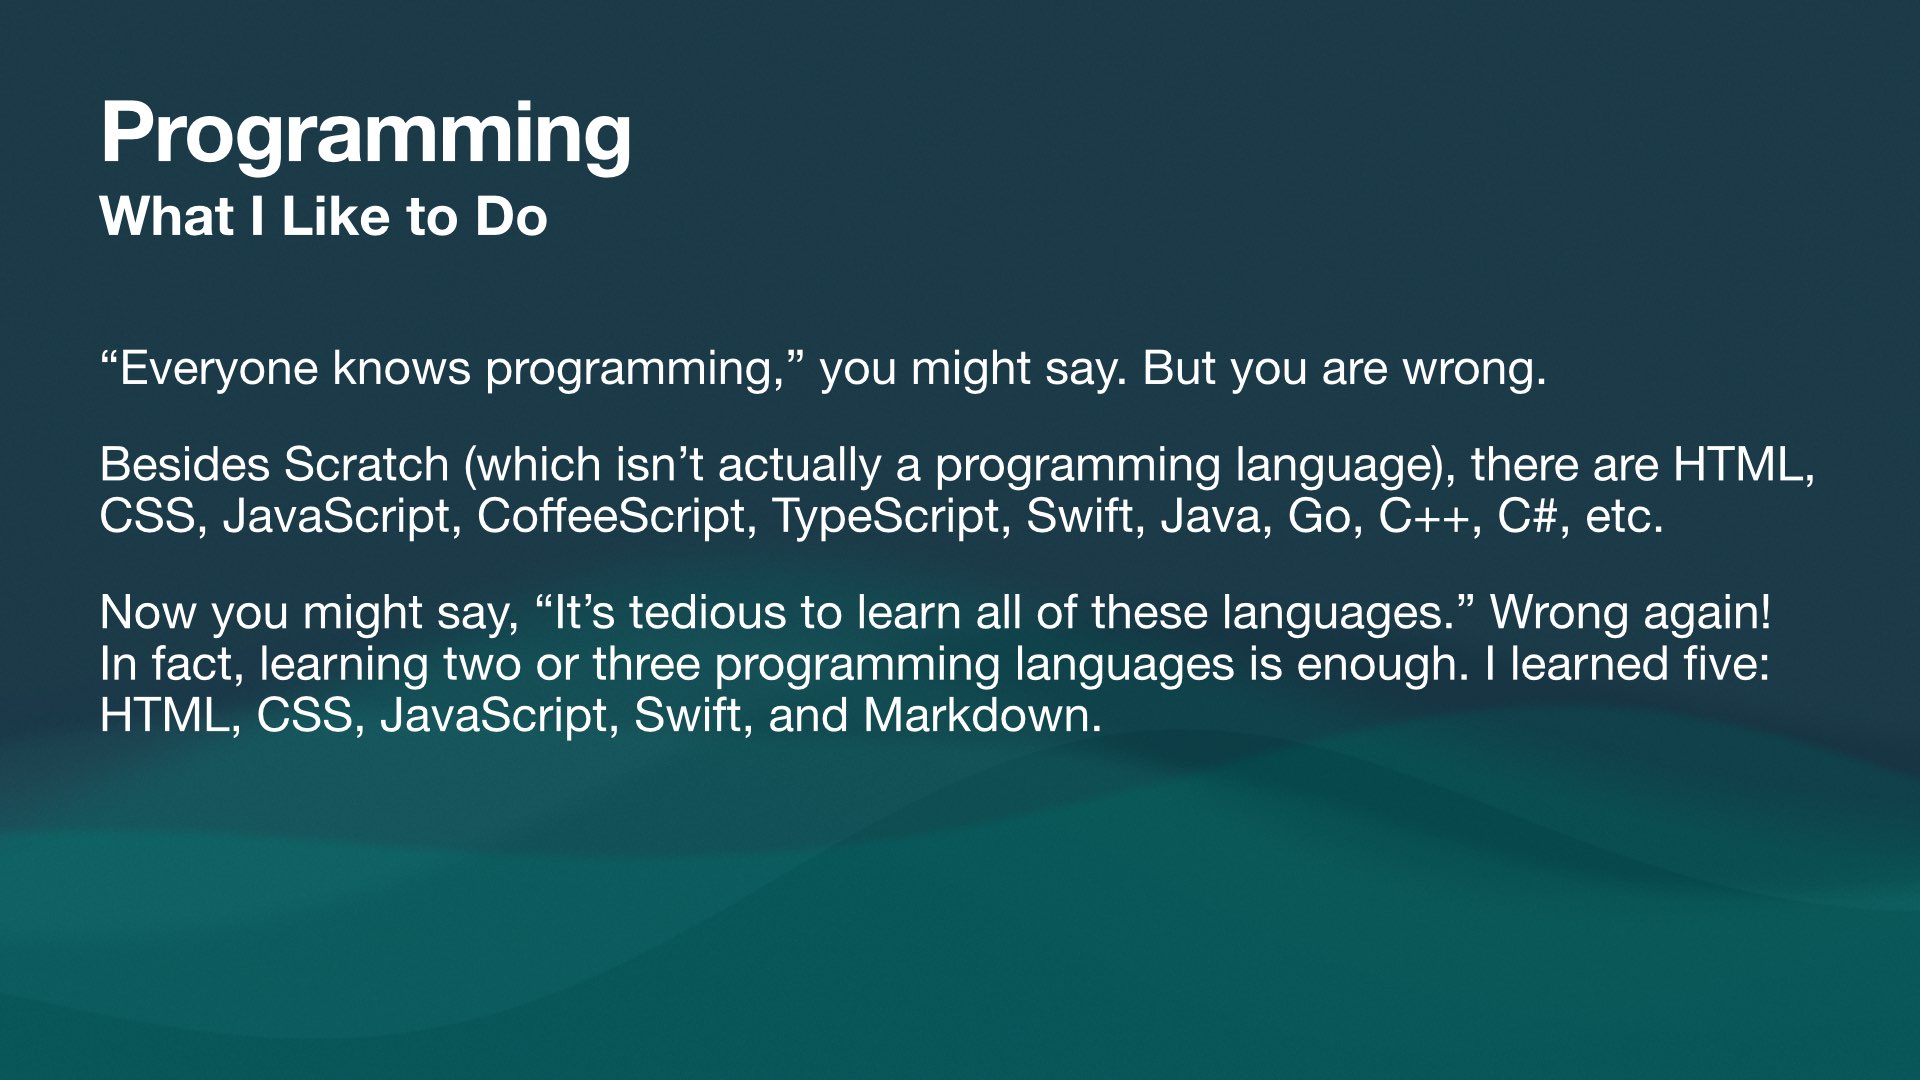 Programming
What I Like to Do
“Everyone knows programming,” you might say. But you are wrong.
Besides Scratch (which isn’t actually a programming language), there are HTML,
CSS, JavaScript, CoffeeScript, TypeScript, Swift, Java, Go, C++, C#, etc.
Now you might say, “It’s tedious to learn all of these languages.” Wrong again!
In fact, learning two or three programming languages is enough. I learned five:
HTML, CSS, JavaScript, Swift, and Markdown.